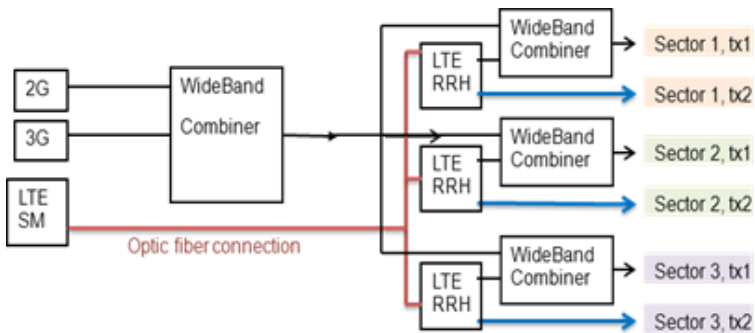 WideBand
Combiner
Sector 1, tx1
LTE
RRH
Sector 1, tx2
2G
WideBand
Combiner
3G
WideBand
Combiner
Sector 2, tx1
LTE
RRH
Sector 2, tx2
LTE
SM
Optic fiber connection
WideBand
Combiner
Sector 3, tx1
LTE
RRH
Sector 3, tx2